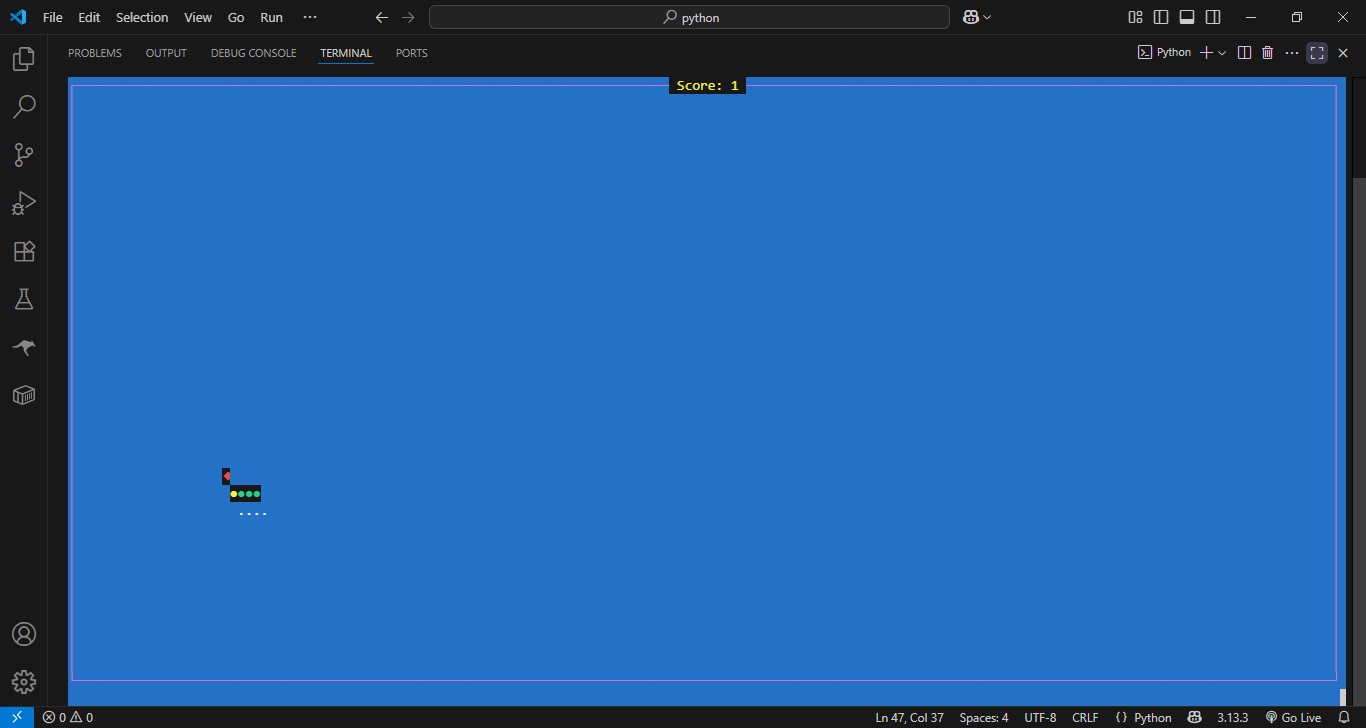 File Edit Selection View Go Run ···
python
PROBLEMS OUTPUT DEBUG CONSOLE TERMINAL PORTS
Python
Score: 1
0 0
Ln 47, Col 37 Spaces: 4 UTF-8 CRLF {} Python 3.13.3 Go Live